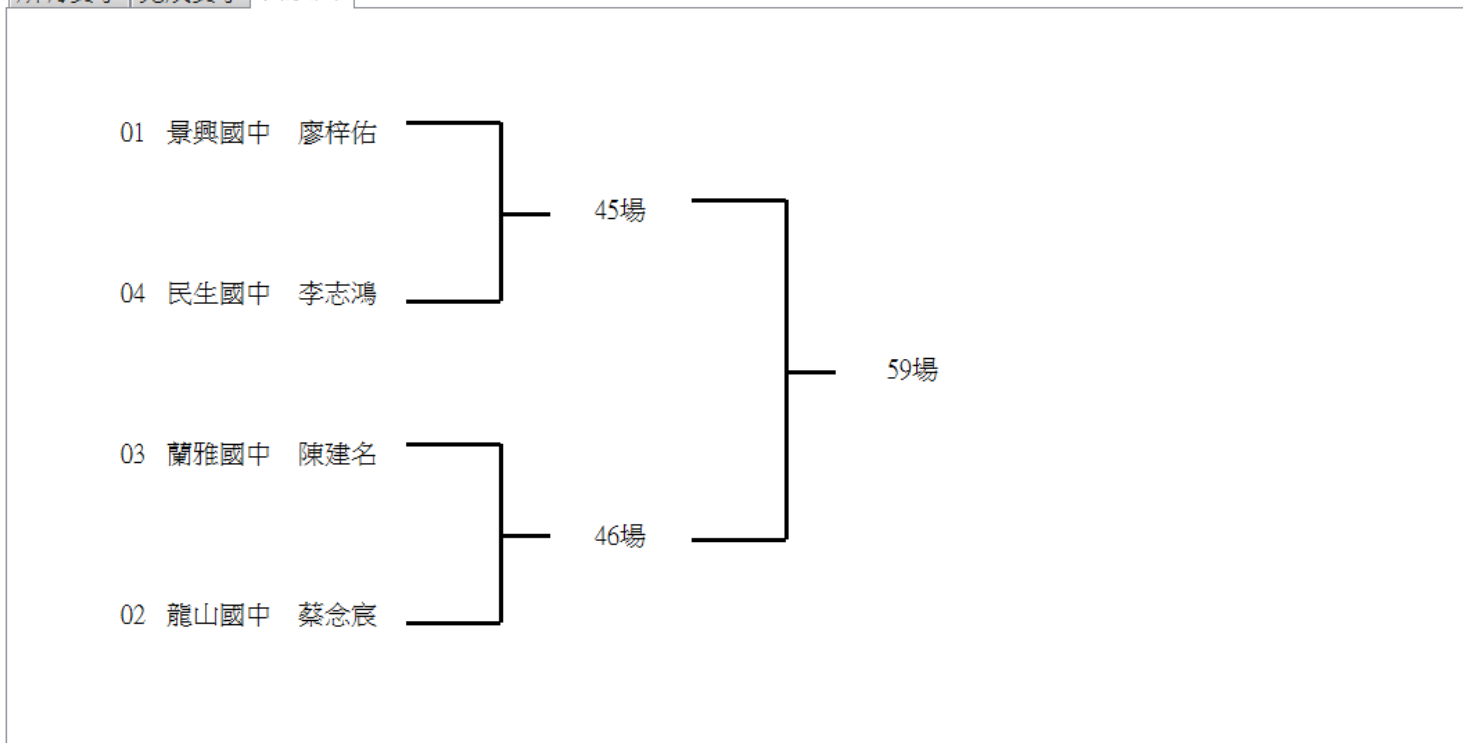 01 景興國中 廖梓佑
45場
04 民生國中 李志鴻
59場
03 蘭雅國中 陳建名
46場
02 龍山國中 蔡念宸